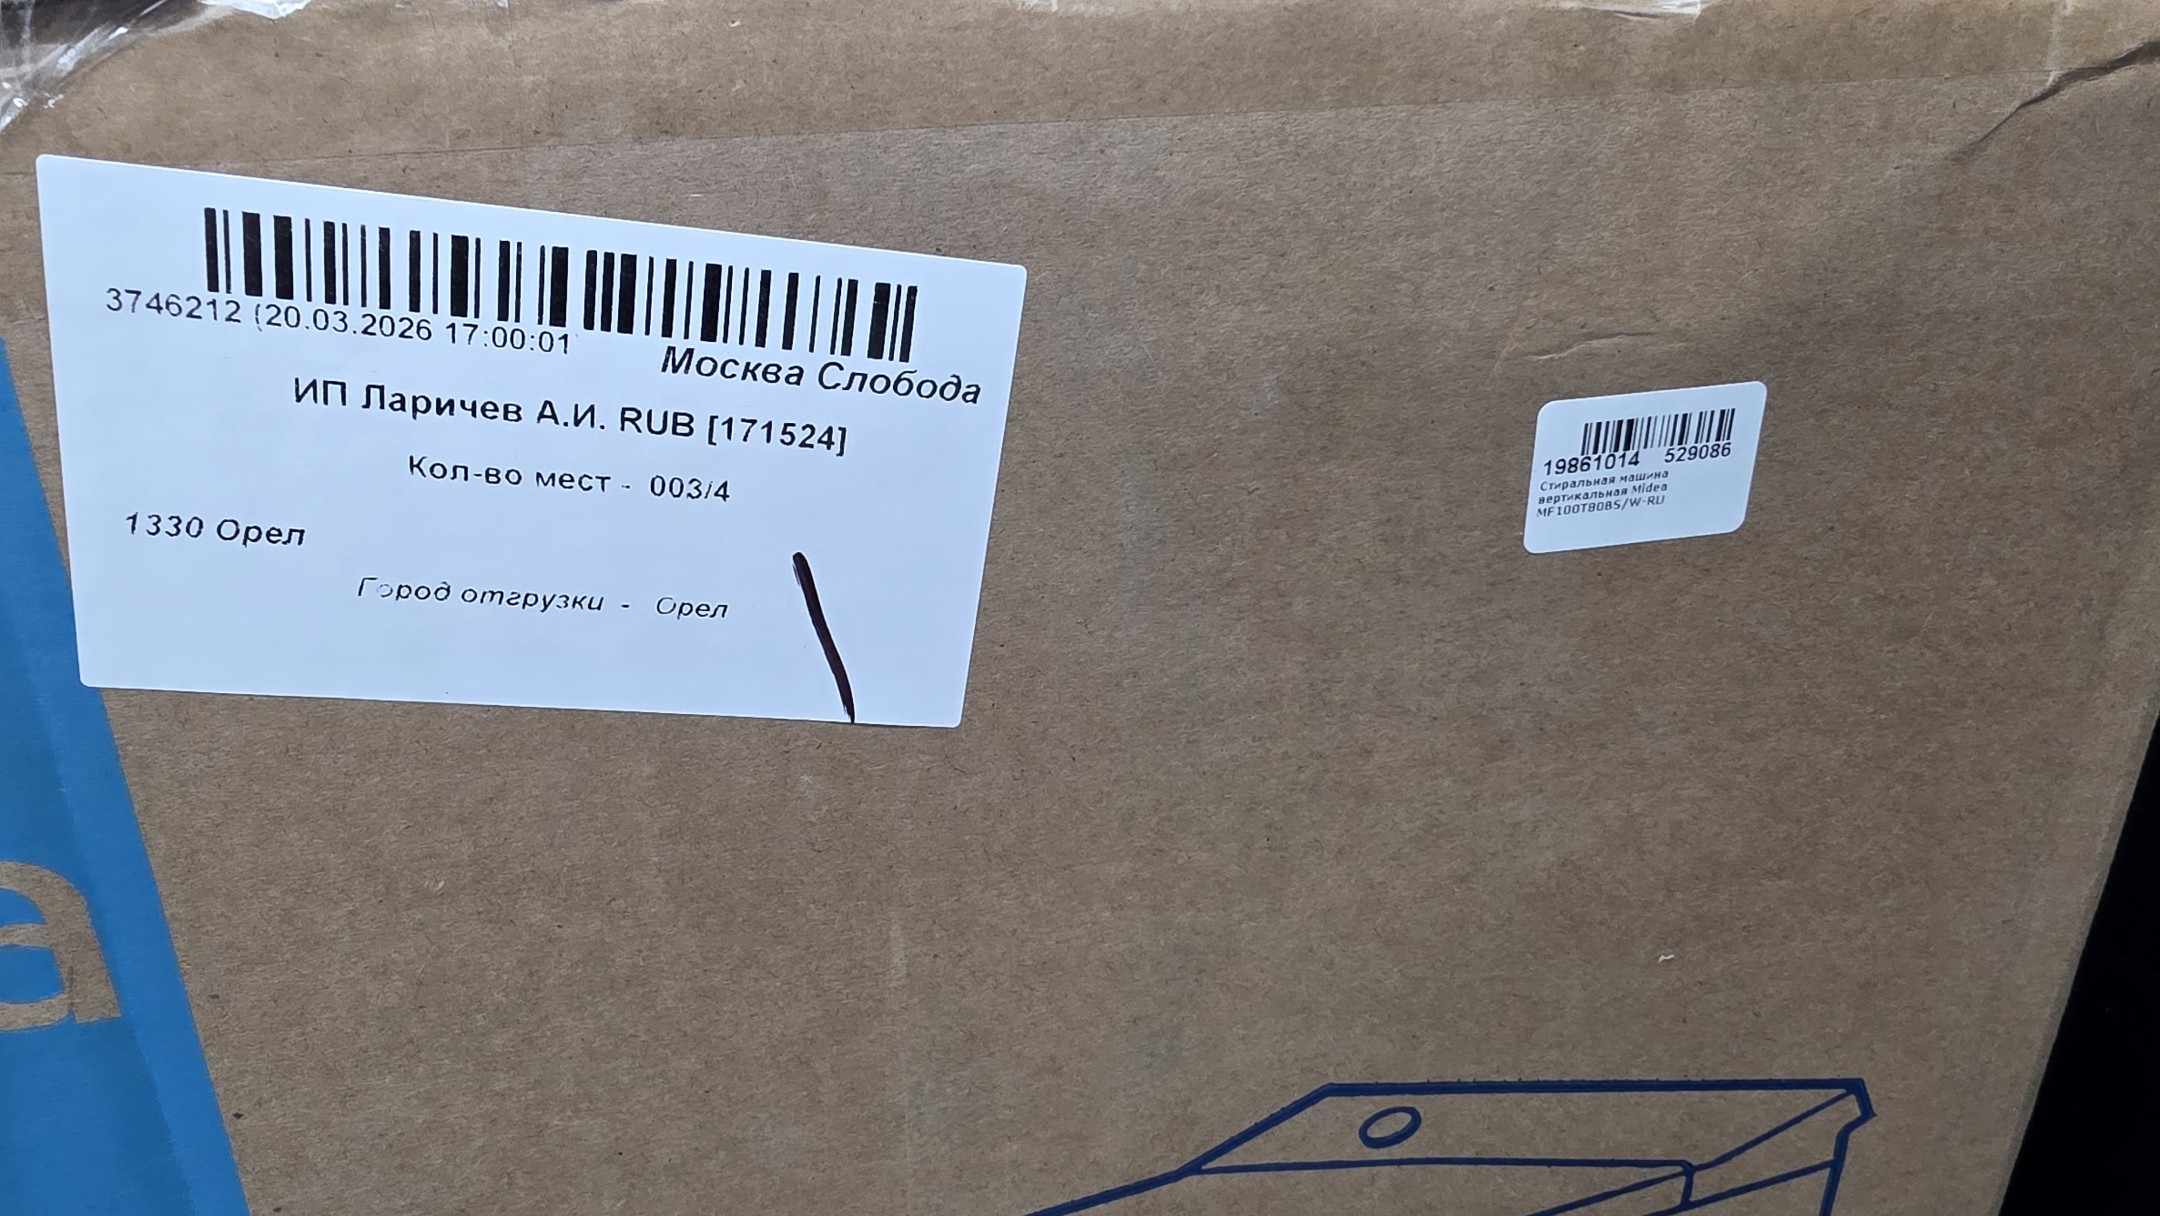 3746212 (20.03.2026 17:00:01
Москва Слобода
ИП Ларичев А.И. RUB [171524]
Кол-во мест - 003/4
1330 Орел
Город отгрузки - Орел
19861014 529086
Стиральная машина
вертикальная Midea
MF100T80BS/W-RU
a